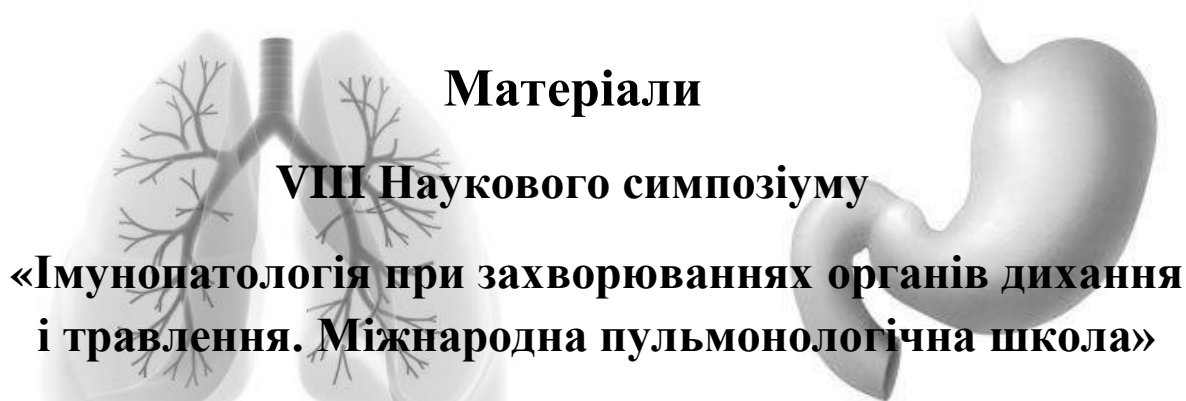 Матеріали
VIII Наукового симпозіуму
«Імунопатологія при захворюваннях органів дихання
і травлення. Міжнародна пульмонологічна школа»